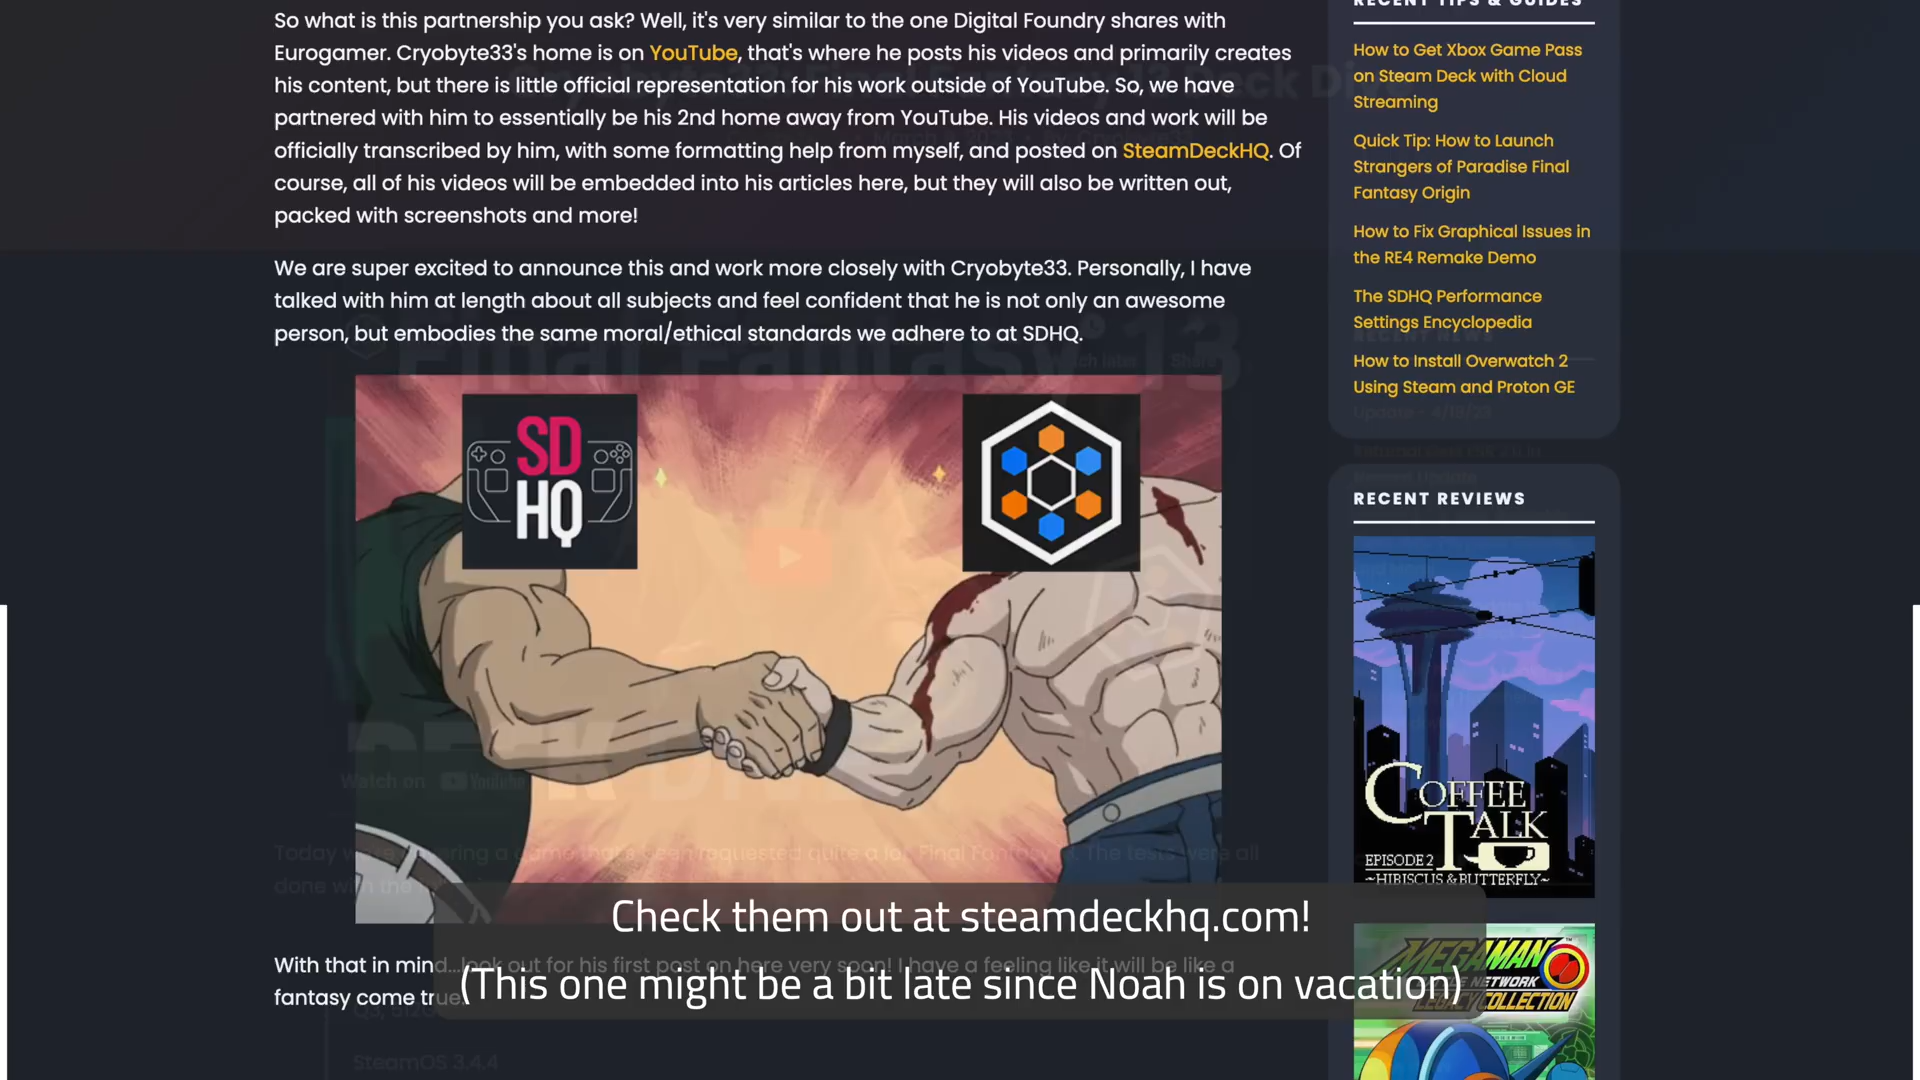 So what is this partnership you ask? Well, it's very similar to the one Digital Foundry shares with
Eurogamer. Cryobyte33's home is on YouTube, that's where he posts his videos and primarily creates
his content, but there is little official representation for his work outside of YouTube. So, we have
partnered with him to essentially be his 2nd home away from YouTube. His videos and work will be
officially transcribed by him, with some formatting help from myself, and posted on SteamDeckHQ. Of
course, all of his videos will be embedded into his articles here, but they will also be written out,
packed with screenshots and more!
We are super excited to announce this and work more closely with Cryobyte33. Personally, I have
talked with him at length about all subjects and feel confident that he is not only an awesome
person, but embodies the same moral/ethical standards we adhere to at SDHQ.
Final Fantasy 13
Share
SD
HQ
Watch on YouTube
With that in mind...look out for his first post on here very soon! I have a feeling like it will be like a
fantasy come true
SteamOS 3.4.4
Check them out at steamdeckhq.com!
(This one might be a bit late since Noah is on vacation)
RECENT TIPS & GUIDES
How to Get Xbox Game Pass
on Steam Deck with Cloud
Streaming
Quick Tip: How to Launch
Strangers of Paradise Final
Fantasy Origin
How to Fix Graphical Issues in
the RE4 Remake Demo
The SDHQ Performance
Settings Encyclopedia
How to Install Overwatch 2
Using Steam and Proton GE
RECENT REVIEWS
COFFEE
TALK
EPISODE 2
~HIBISCUS & BUTTERFLY~
MEGAMAN
NETWORK
LEGACY COLLECTION